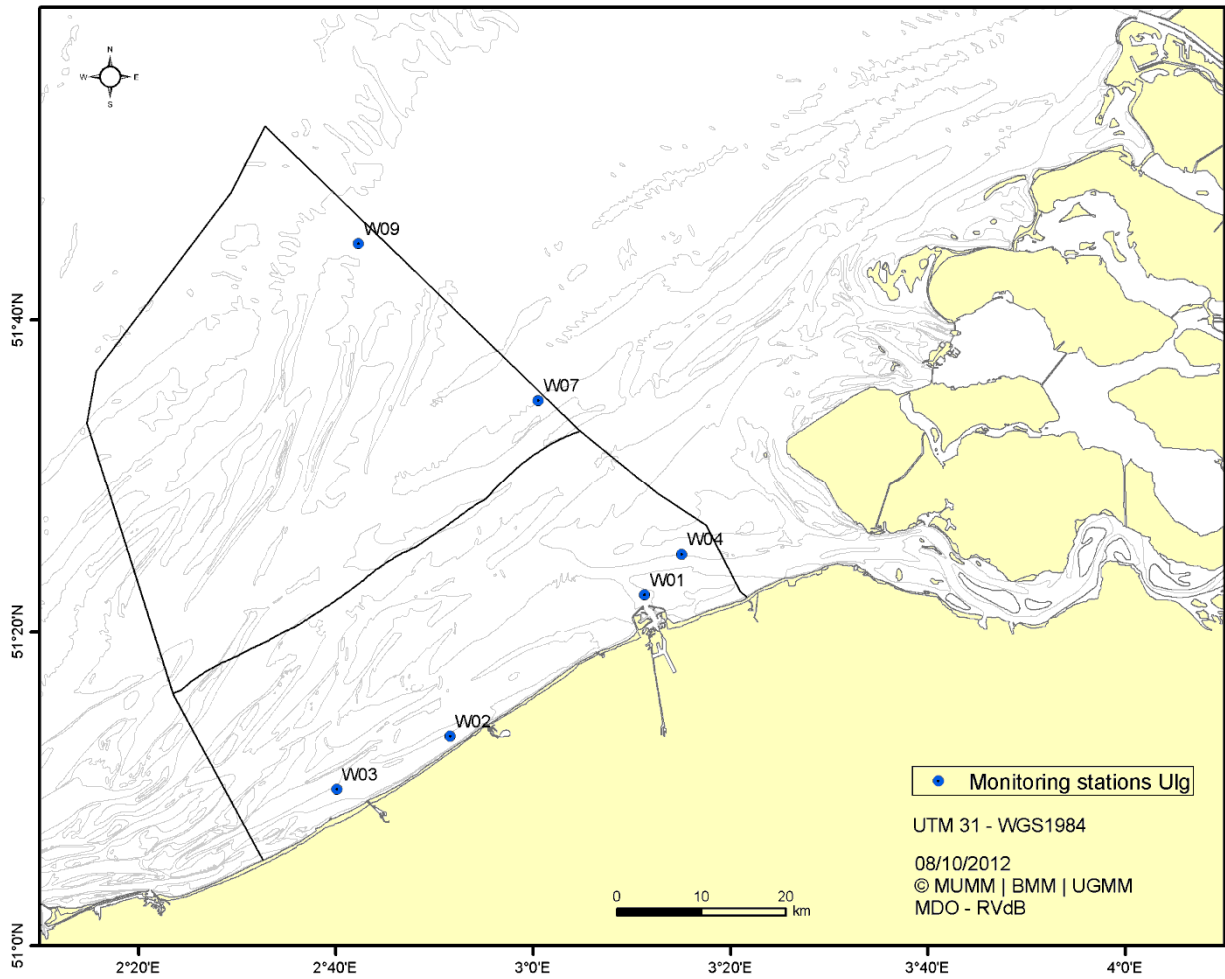 N
W E
S
W09
51°40'N
W07
W04
W01
51°20'N
W02
W03
Monitoring stations Ulg
UTM 31 - WGS1984
08/10/2012
© MUMM | BMM | UGMM
MDO - RVdB
0 10 20
km
51°0'N
2°20'E 2°40'E 3°0'E 3°20'E 3°40'E 4°0'E